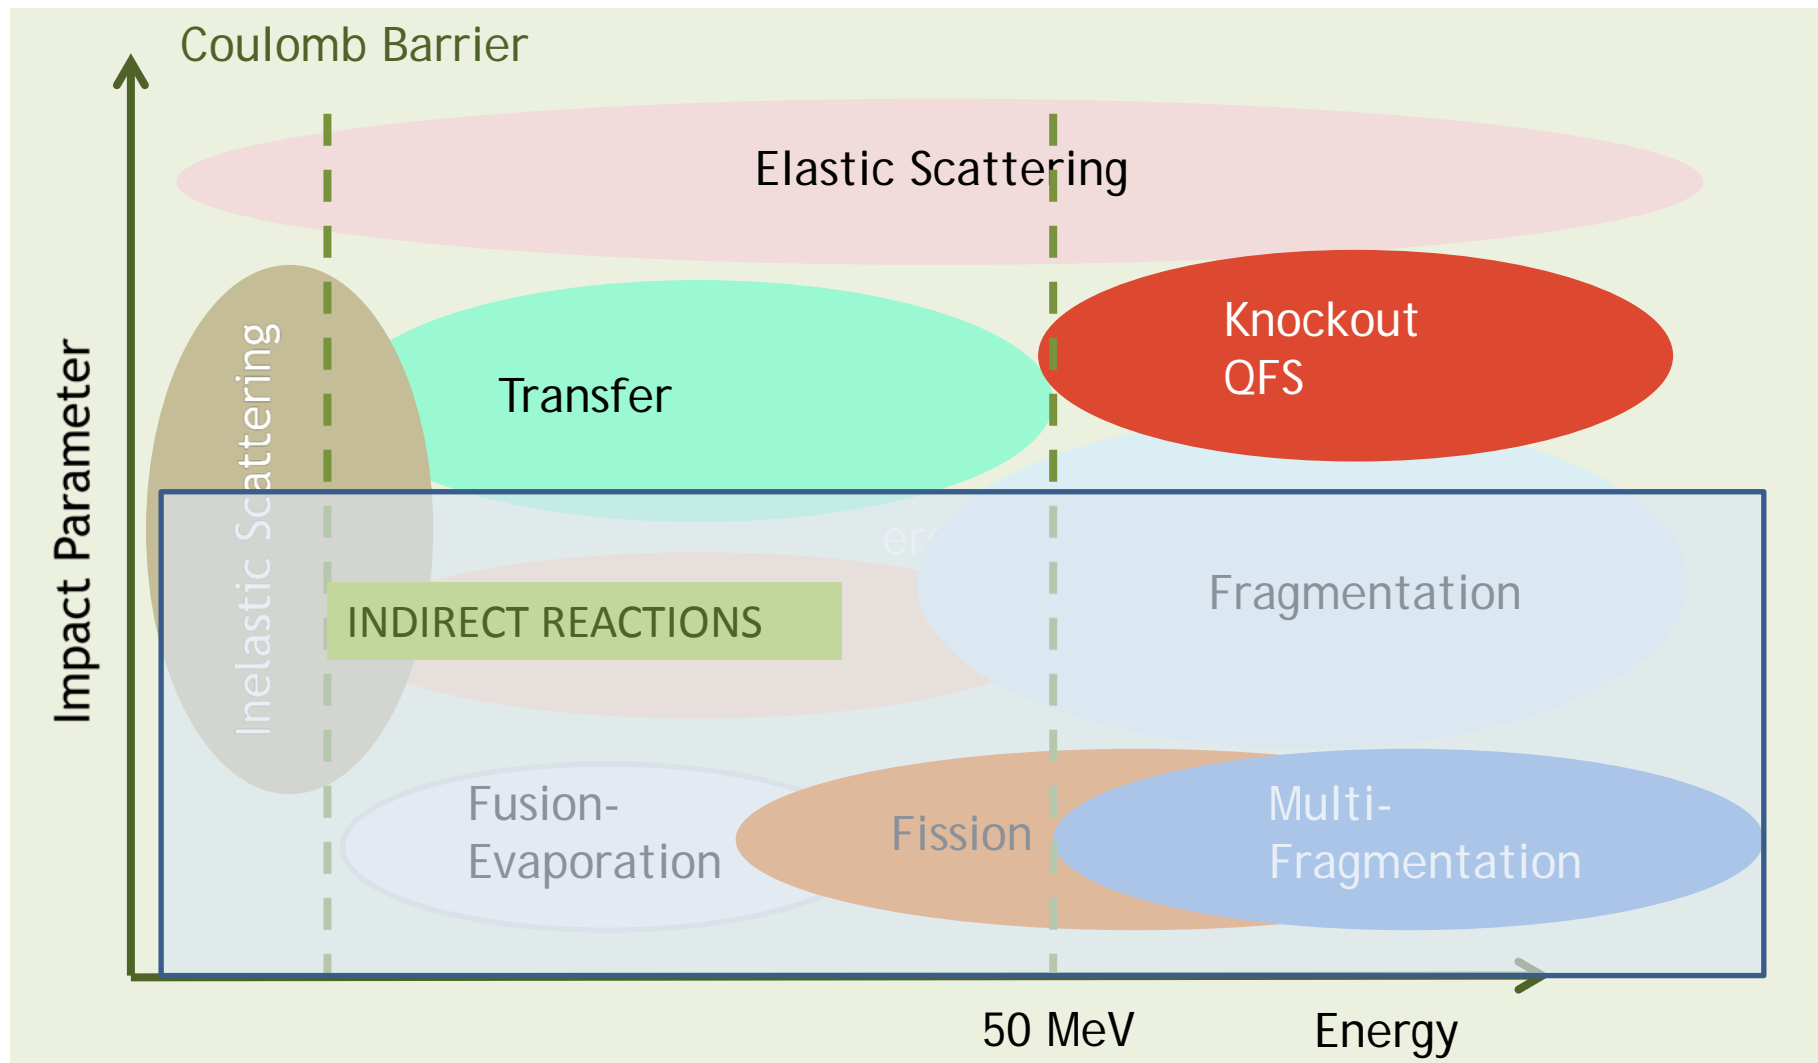 Coulomb Barrier
Elastic Scattering
Knockout
QFS
Transfer
Inelastic Scattering
Impact Parameter
INDIRECT REACTIONS
Fragmentation
Fusion-
Evaporation
Fission
Multi-
Fragmentation
50 MeV
Energy